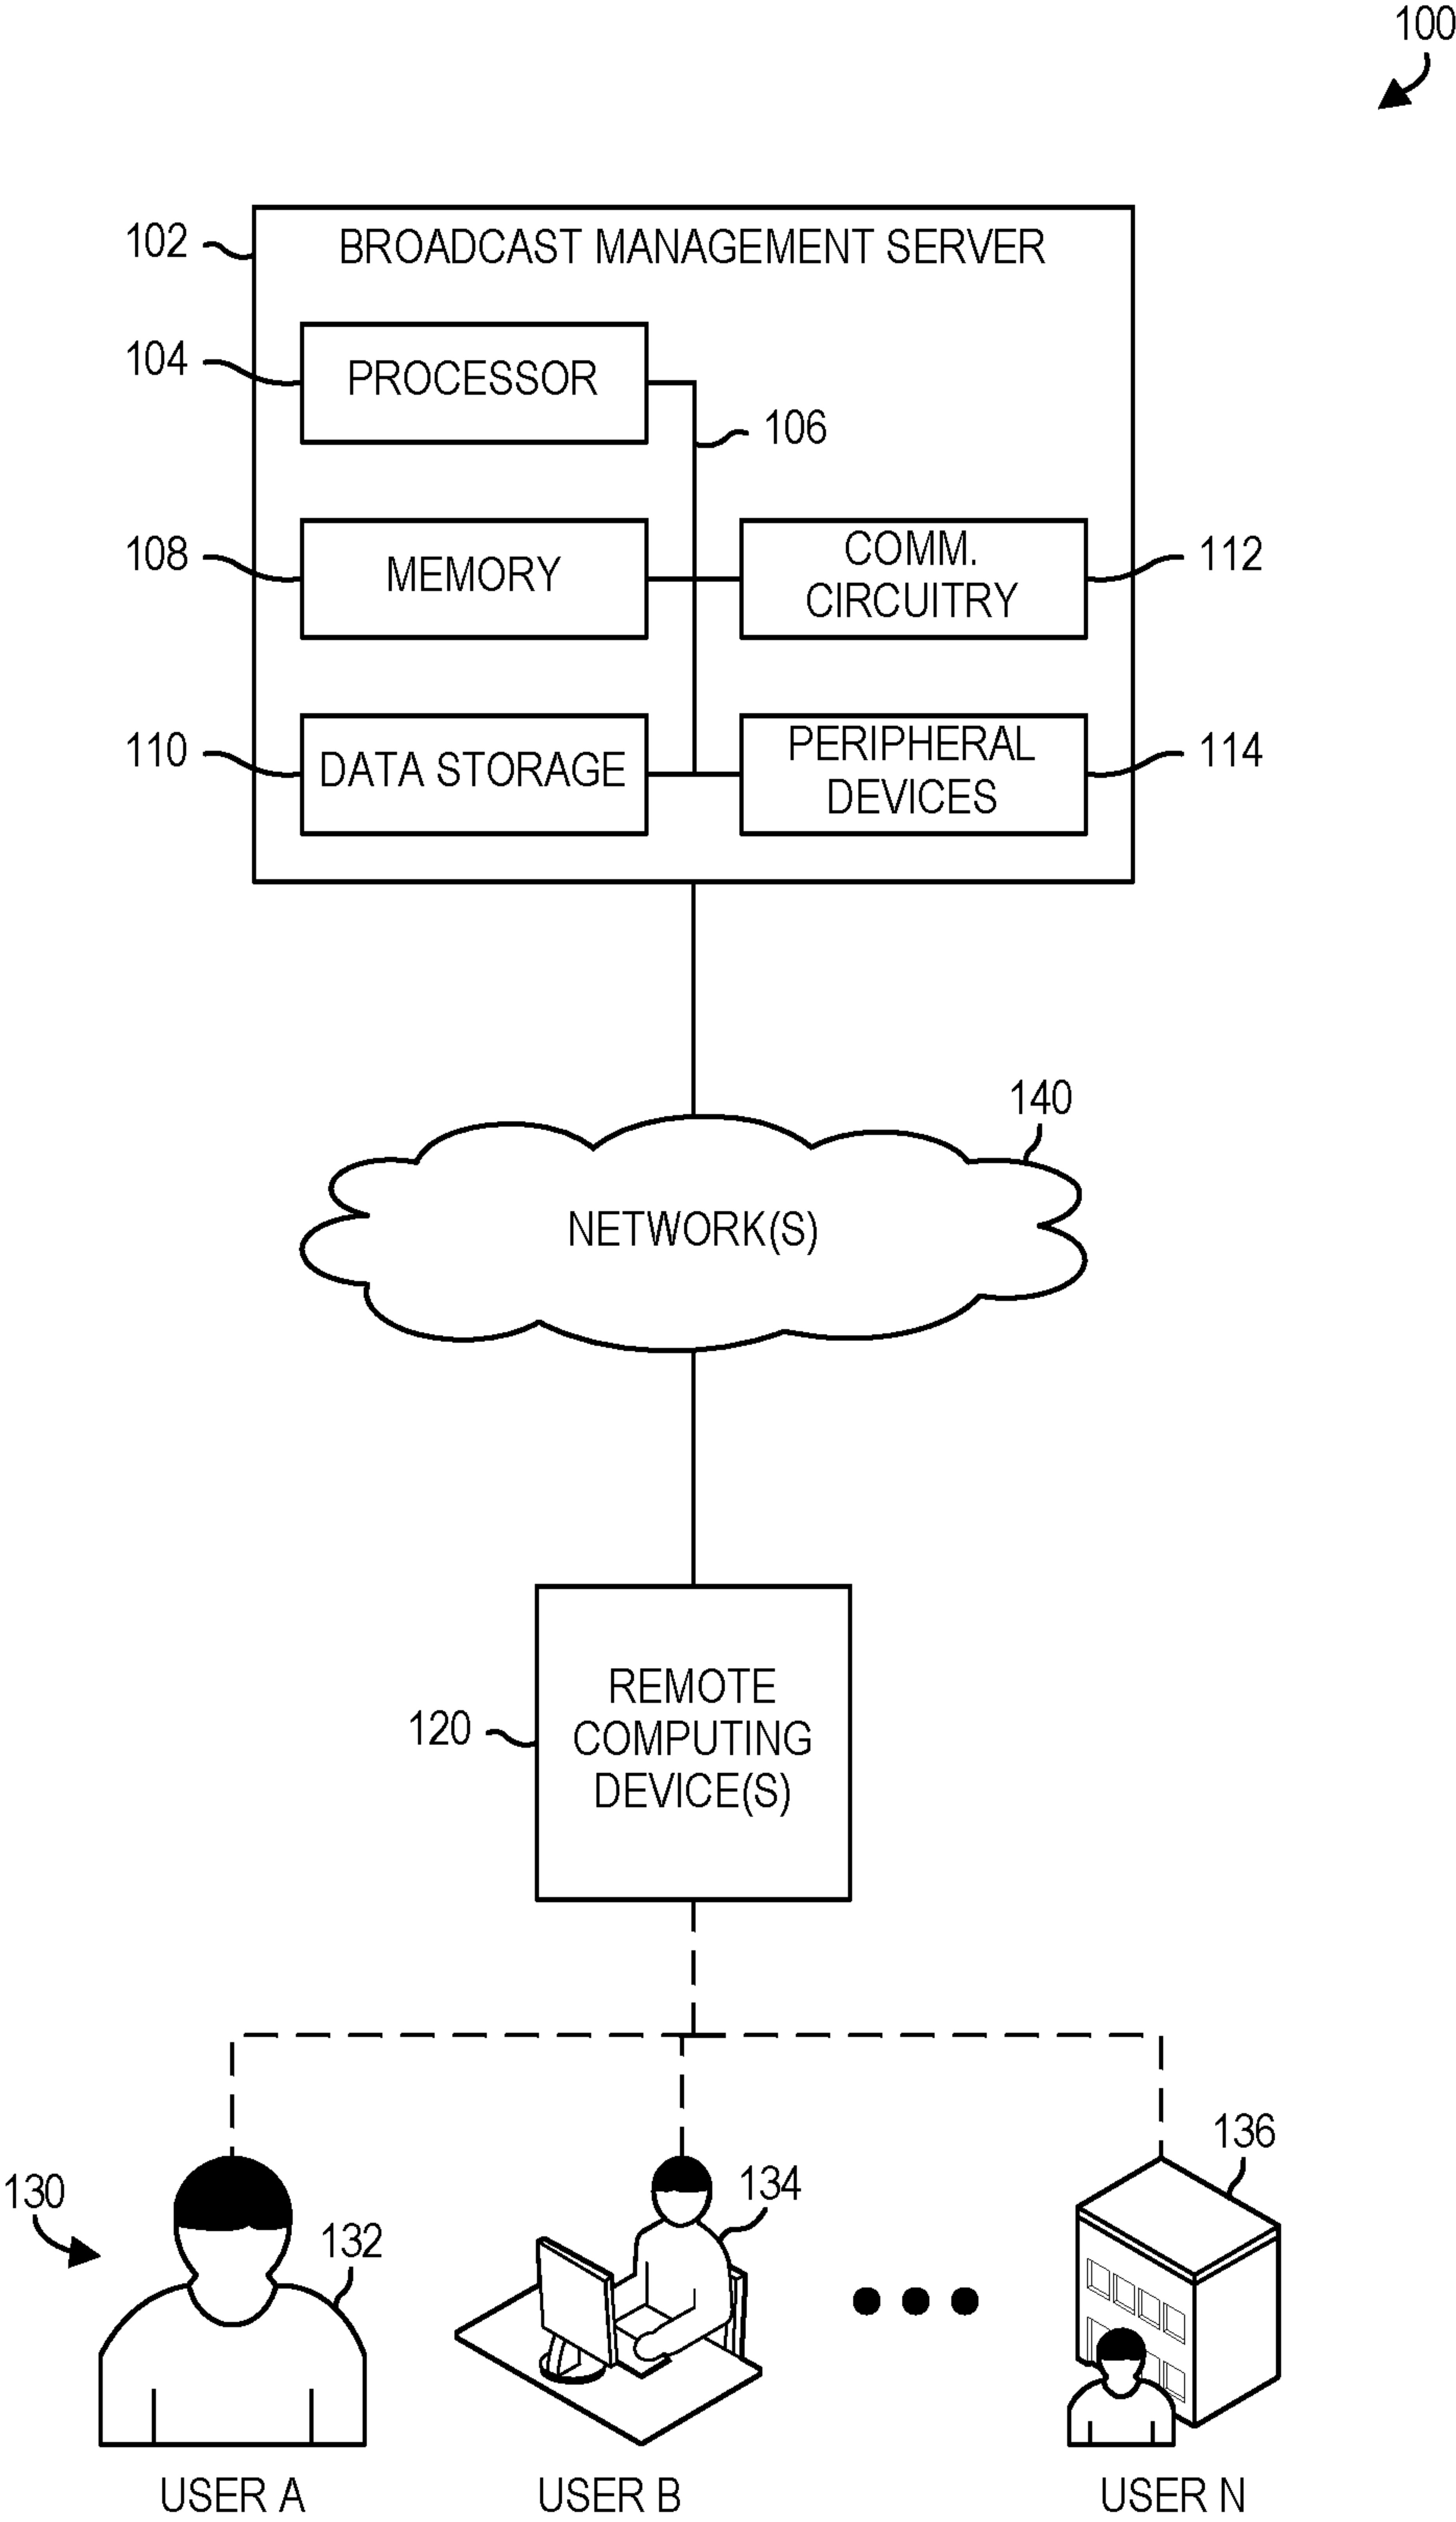 100
102
BROADCAST MANAGEMENT SERVER
104
PROCESSOR
106
108
MEMORY
COMM.
CIRCUITRY
112
110
DATA STORAGE
PERIPHERAL
DEVICES
114
140
NETWORK(S)
120
REMOTE
COMPUTING
DEVICE(S)
130
132
134
136
USER A
USER B
USER N